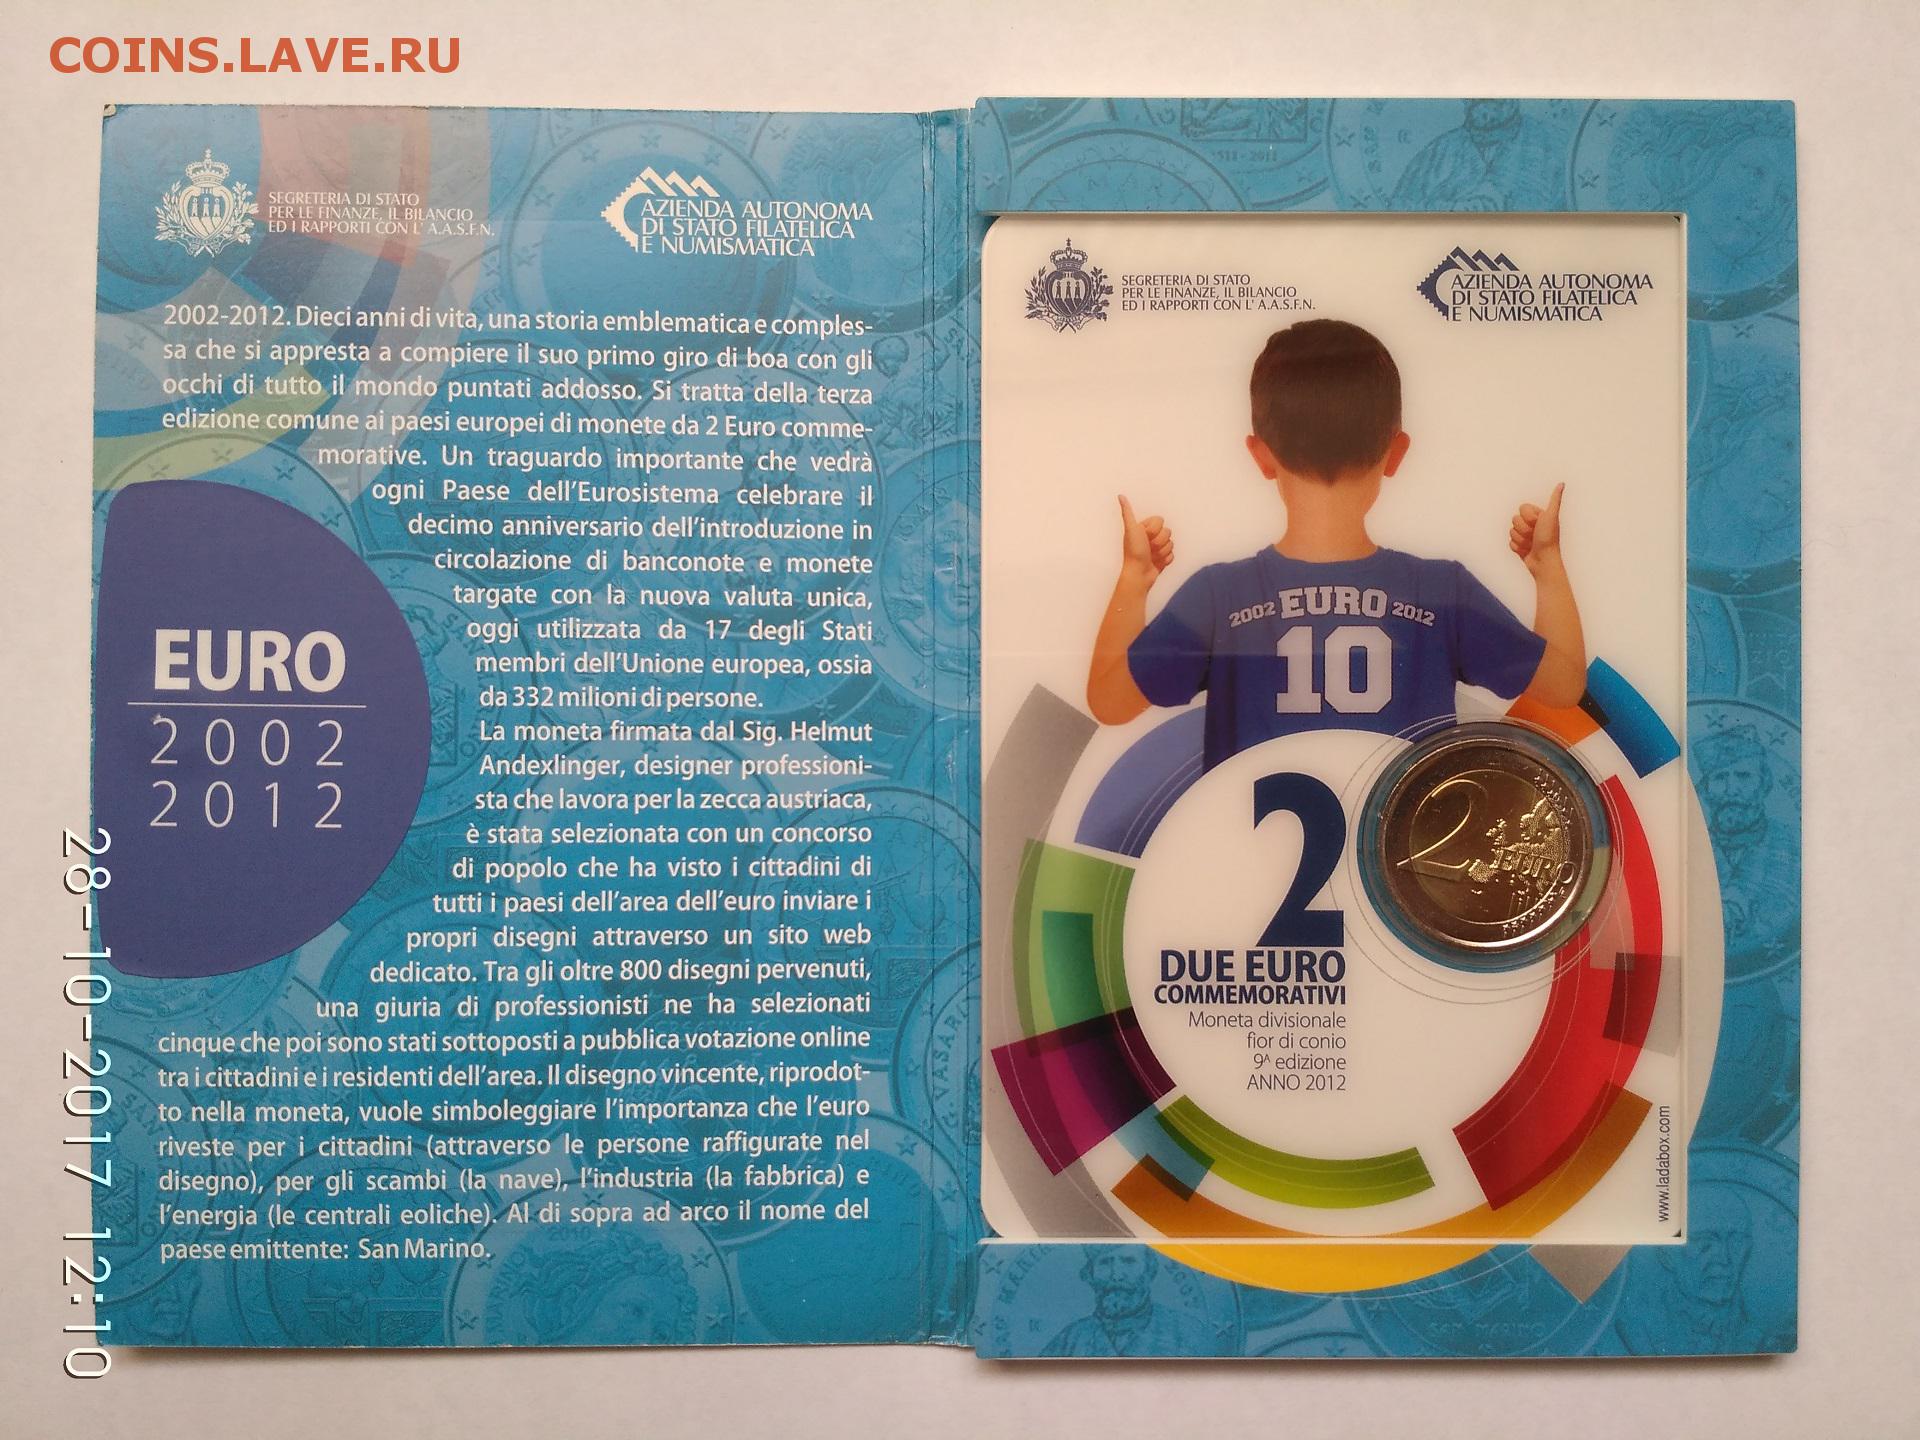 COINS.LAVE.RU
SEGRETERIA DI STATO
PER LE FINANZE, IL BILANCIO
ED I RAPPORTI CON L' A.A.S.F.N.
AZIENDA AUTONOMA
DI STATO FILATELICA
E NUMISMATICA
2002-2012. Dieci anni di vita, una storia emblematica e comples-
sa che si appresta a compiere il suo primo giro di boa con gli
occhi di tutto il mondo puntati addosso. Si tratta della terza
edizione comune ai paesi europei di monete da 2 Euro comme-
morative. Un traguardo importante che vedrà
ogni Paese dell'Eurosistema celebrare il
decimo anniversario dell'introduzione in
circolazione di banconote e monete
targate con la nuova valuta unica,
oggi utilizzata da 17 degli Stati
membri dell'Unione europea, ossia
da 332 milioni di persone.
La moneta firmata dal Sig. Helmut
Andexlinger, designer professioni-
sta che lavora per la zecca austriaca,
è stata selezionata con un concorso
di popolo che ha visto i cittadini di
tutti i paesi dell'area dell'euro inviare i
propri disegni attraverso un sito web
dedicato. Tra gli oltre 800 disegni pervenuti,
una giuria di professionisti ne ha selezionati
cinque che poi sono stati sottoposti a pubblica votazione online
tra i cittadini e i residenti dell'area. Il disegno vincente, riprodot-
to nella moneta, vuole simboleggiare l'importanza che l'euro
riveste per i cittadini (attraverso le persone raffigurate nel
disegno), per gli scambi (la nave), l'industria (la fabbrica) e
l'energia (le centrali eoliche). Al di sopra ad arco il nome del
paese emittente: San Marino.
EURO
2002
2012
28-10-2017 12:10
SEGRETERIA DI STATO
PER LE FINANZE, IL BILANCIO
ED I RAPPORTI CON L' A.A.S.F.N.
AZIENDA AUTONOMA
DI STATO FILATELICA
E NUMISMATICA
2002 EURO 2012
10
2
DUE EURO
COMMEMORATIVI
Moneta divisionale
fior di conio
9ᴬ edizione
ANNO 2012
2 EURO
www.ladabox.com